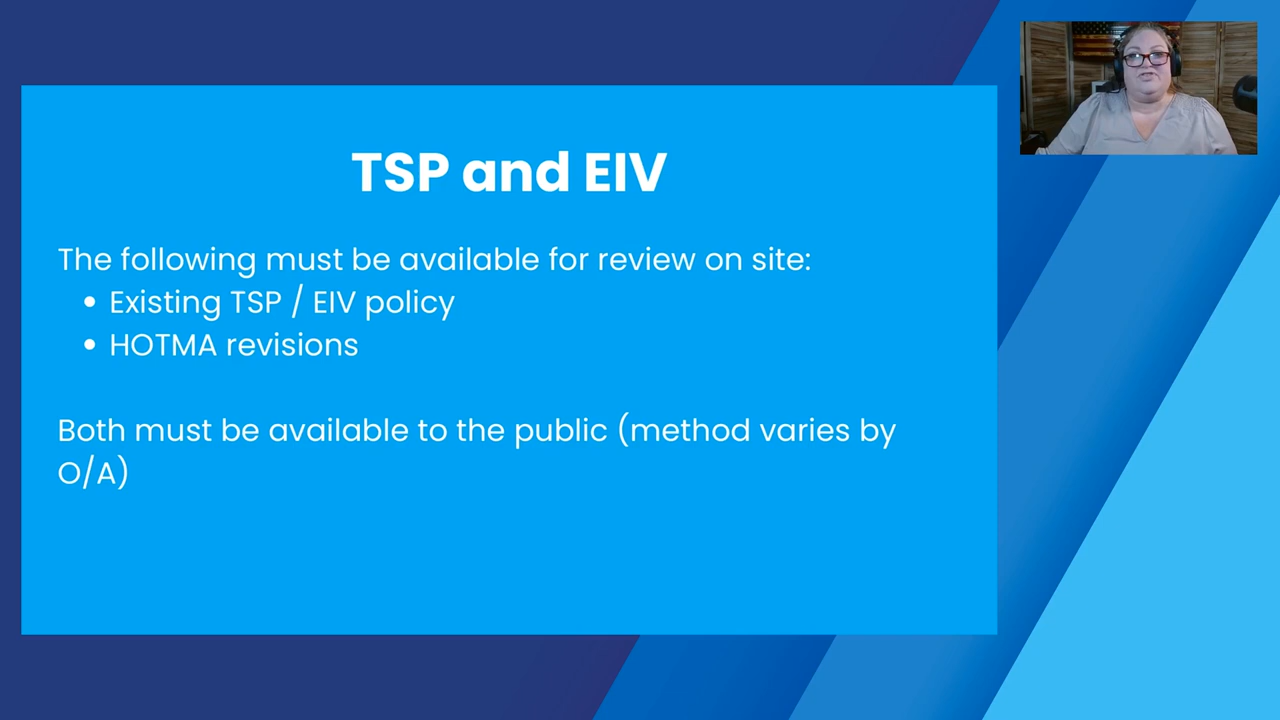 TSP and EIV
The following must be available for review on site:
• Existing TSP / EIV policy
• HOTMA revisions
Both must be available to the public (method varies by
O/A)